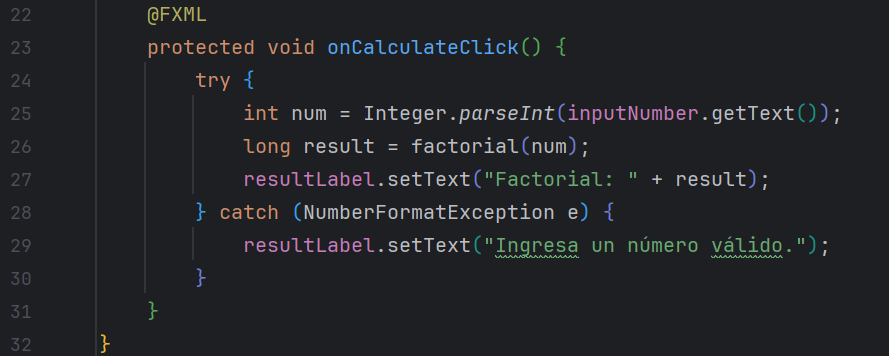 22 @FXML
23 protected void onCalculateClick() {
24 try {
25 int num = Integer.parseInt(inputNumber.getText());
26 long result = factorial(num);
27 resultLabel.setText("Factorial: " + result);
28 } catch (NumberFormatException e) {
29 resultLabel.setText("Ingresa un número válido.");
30 }
31 }
32 }